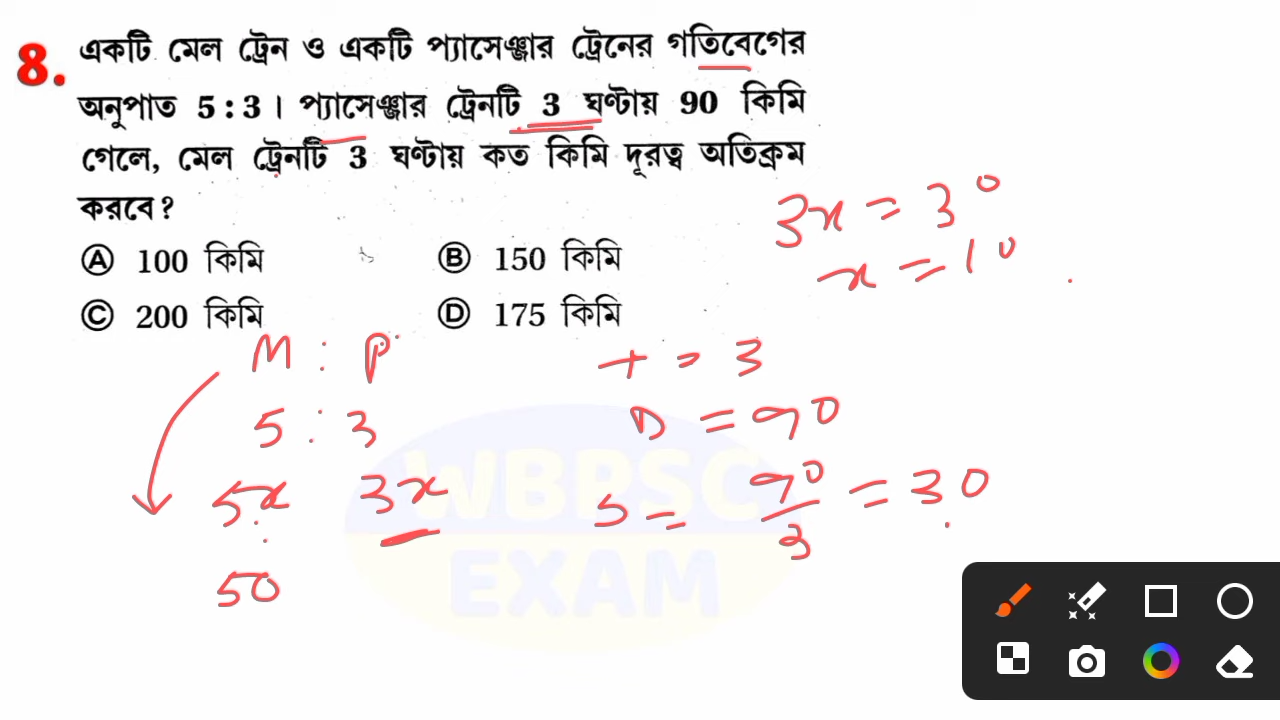 8. একটি মেল ট্রেন ও একটি প্যাসেঞ্জার ট্রেনের গতিবেগের
অনুপাত 5 : 3 । প্যাসেঞ্জার ট্রেনটি 3 ঘণ্টায় 90 কিমি
গেলে, মেল ট্রেনটি 3 ঘণ্টায় কত কিমি দূরত্ব অতিক্রম
করবে ?
Ⓐ 100 কিমি Ⓑ 150 কিমি
Ⓒ 200 কিমি Ⓓ 175 কিমি
3x = 30
x = 10
M : P
5 : 3
5x 3x
50
t = 3
D = 90
S = 90/3 = 30
WBPSC
EXAM